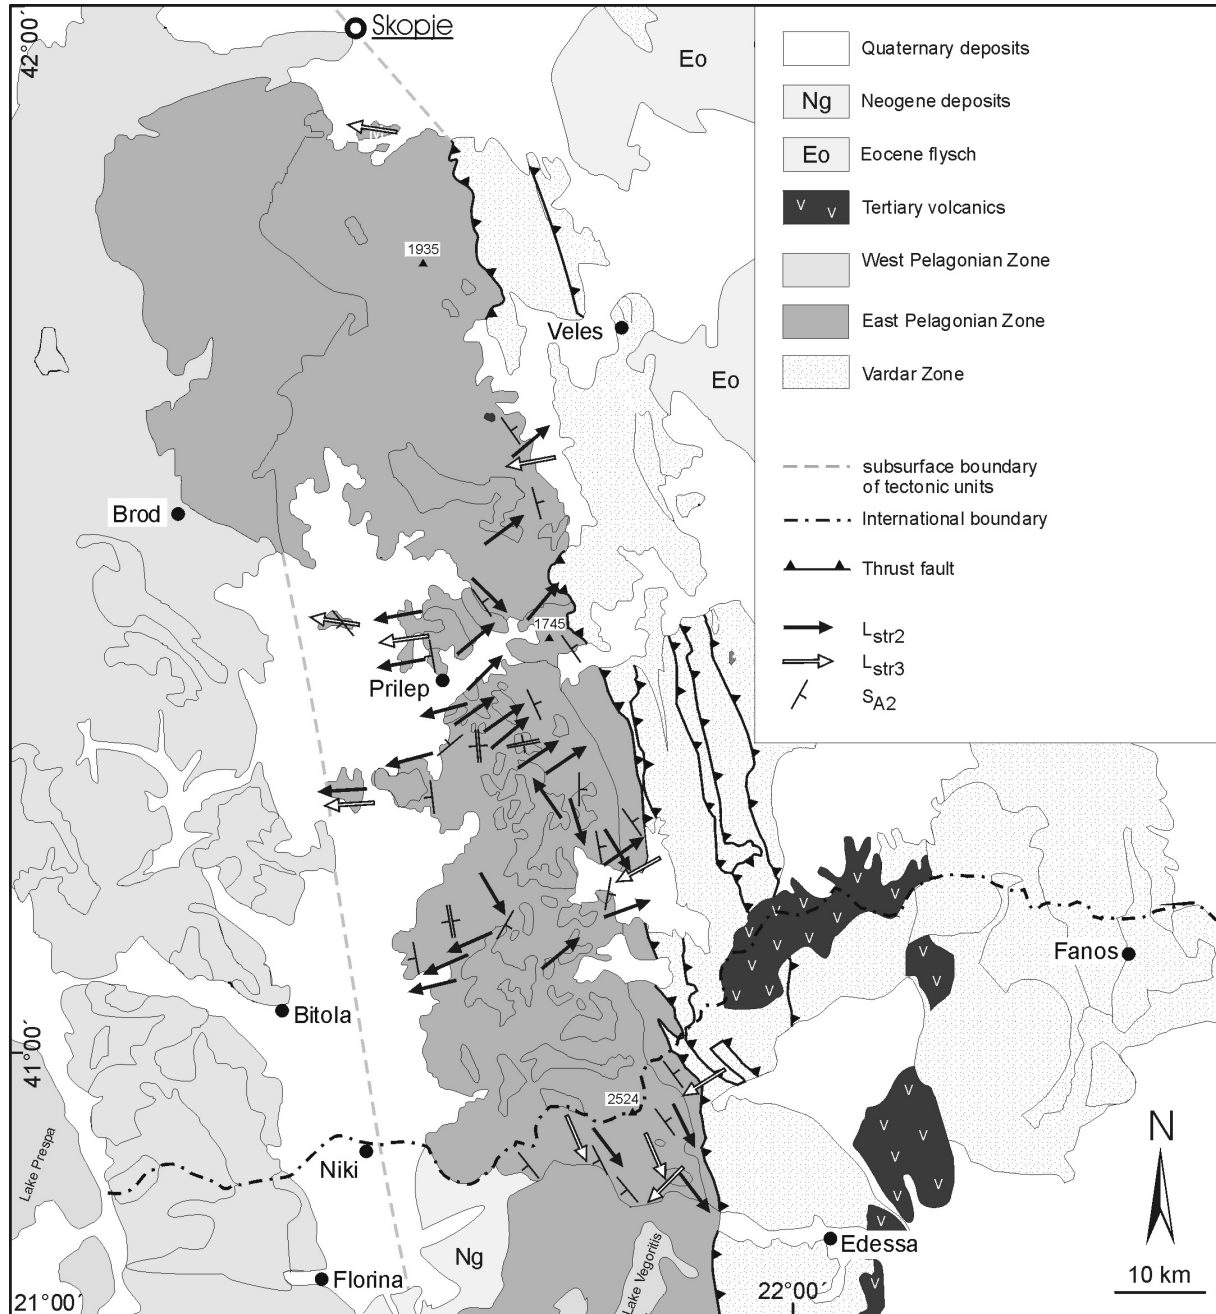 42°00´
Skopje
Eo
M
1935
Veles
Eo
Brod
1745
Prilep
Bitola
41°00´
Fanos
2524
Lake Prespa
Niki
Ng
Lake Vegoritis
Edessa
Florina
21°00´
22°00´
N
10 km
Quaternary deposits
Ng Neogene deposits
Eo Eocene flysch
V V Tertiary volcanics
West Pelagonian Zone
East Pelagonian Zone
Vardar Zone
subsurface boundary
of tectonic units
International boundary
Thrust fault
Lstr2
Lstr3
SA2
V
V V
V V
V V
V V
V
V
V
V
V V
V V
V V
V
V